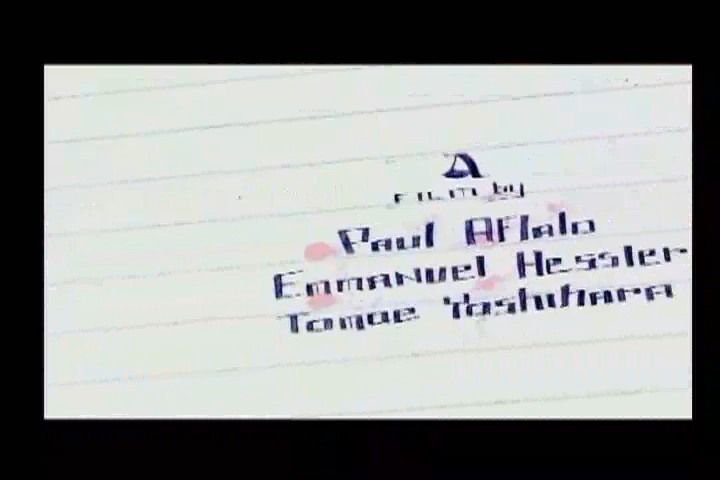 A
FILM by
Paul Aflalo
Emmanuel Hessler
Tomoe Yoshihara